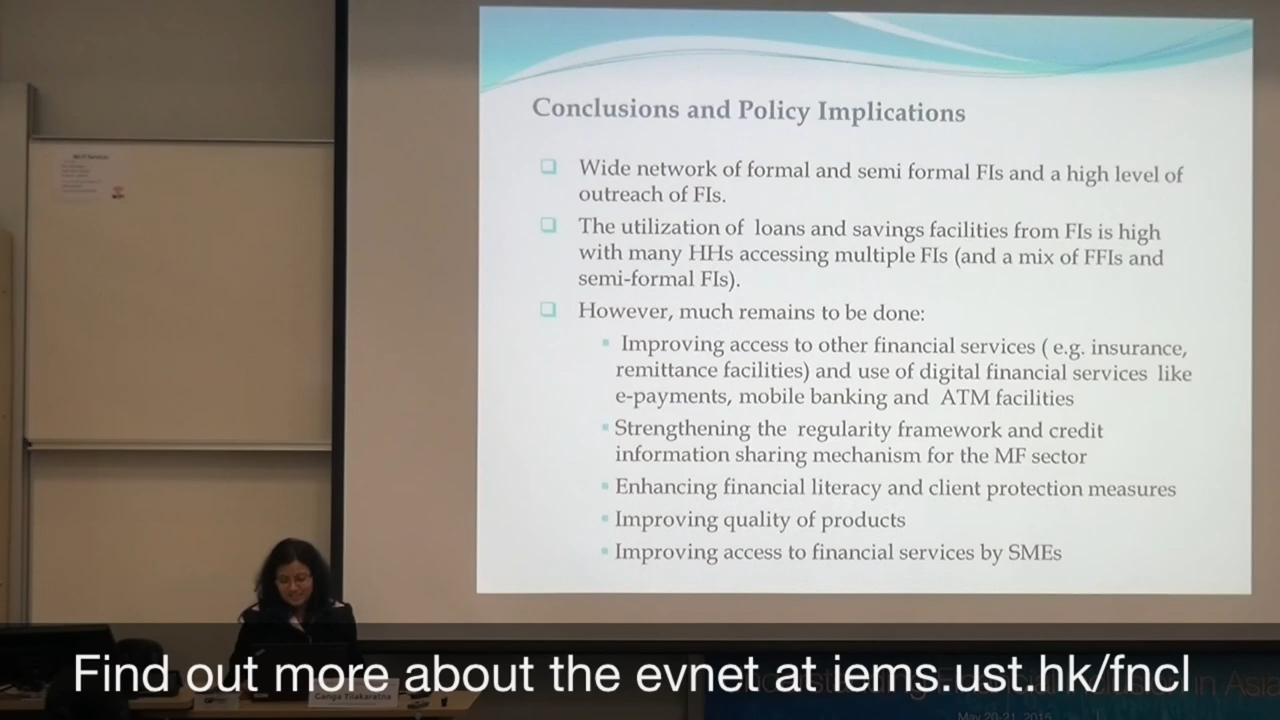 Wi-Fi Services
Conclusions and Policy Implications
Wide network of formal and semi formal FIs and a high level of
outreach of FIs.
The utilization of loans and savings facilities from FIs is high
with many HHs accessing multiple FIs (and a mix of FFIs and
semi-formal FIs).
However, much remains to be done:
Improving access to other financial services ( e.g. insurance,
remittance facilities) and use of digital financial services like
e-payments, mobile banking and ATM facilities
Strengthening the regularity framework and credit
information sharing mechanism for the MF sector
Enhancing financial literacy and client protection measures
Improving quality of products
Improving access to financial services by SMEs
Find out more about the evnet at iems.ust.hk/fncl
Ganga Tilakaratna
in Asia
May 20-21, 2016